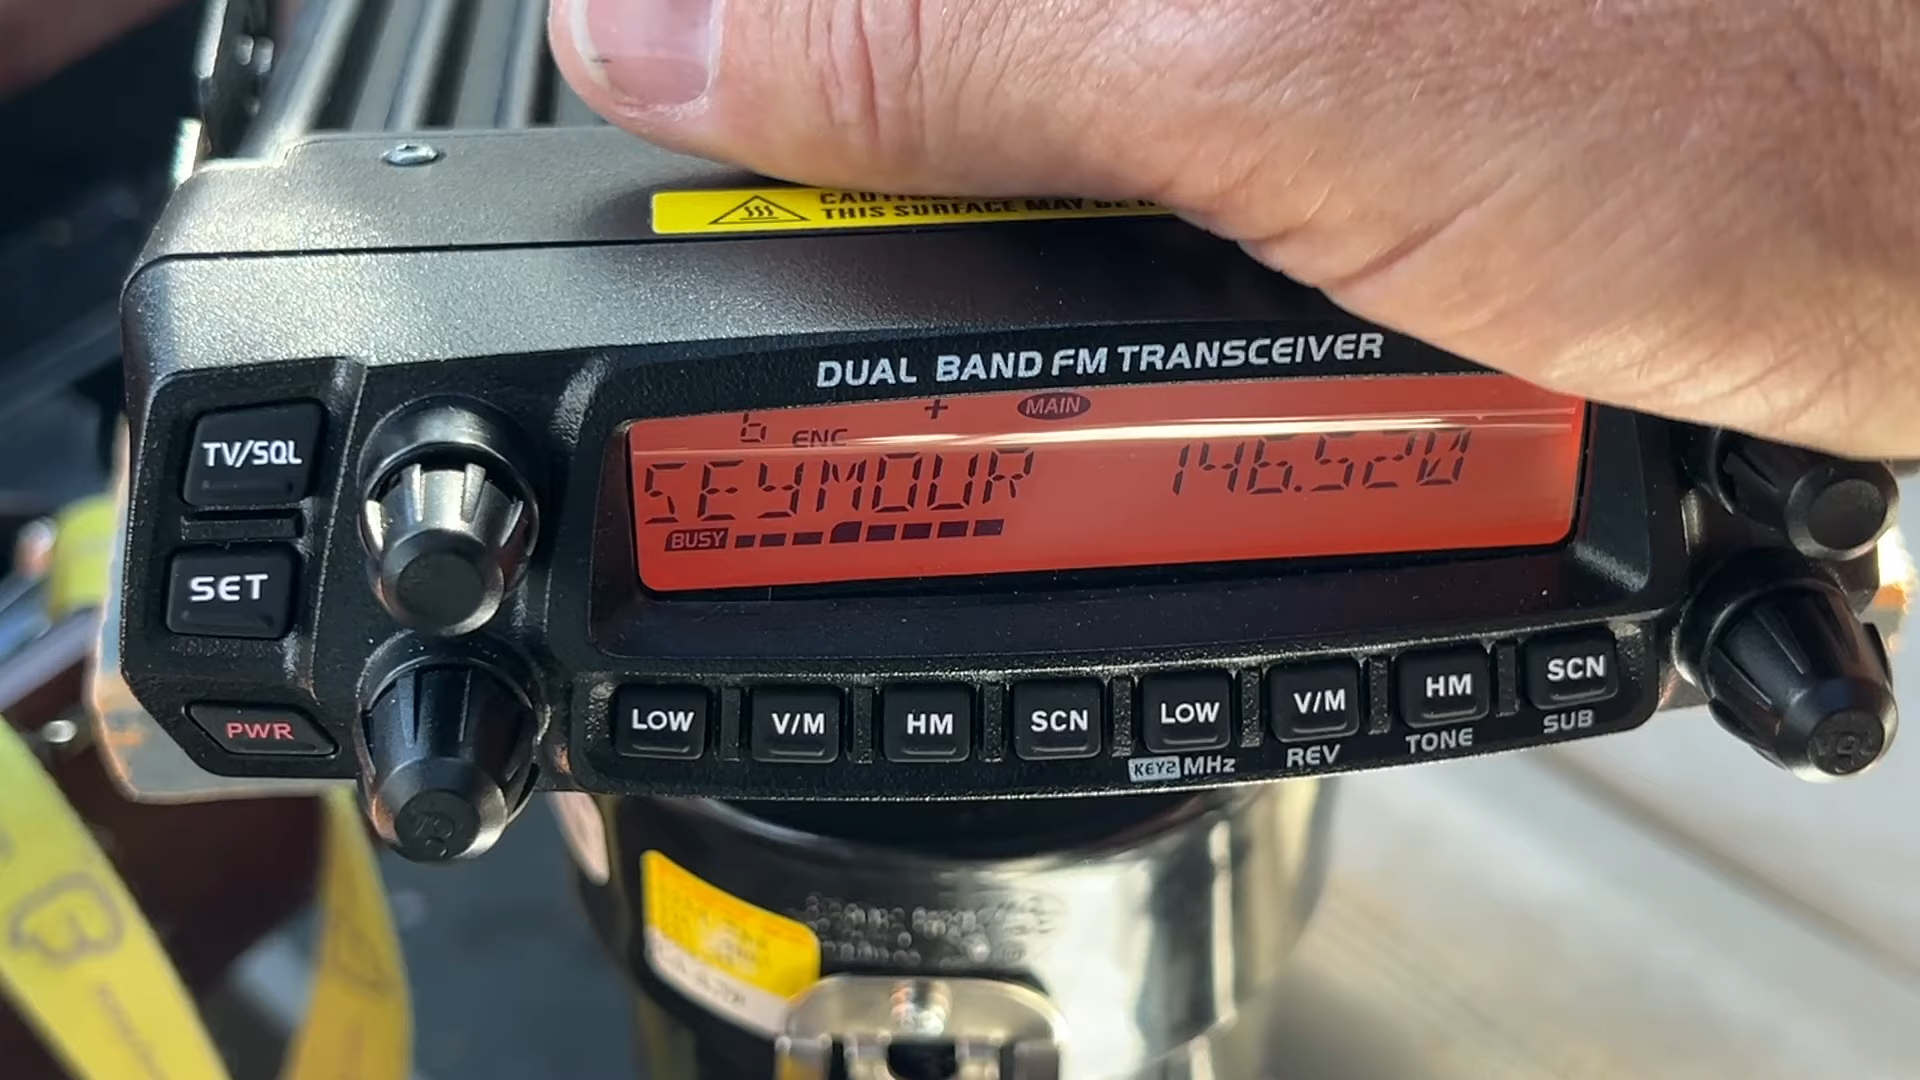 CAUTION
THIS SURFACE MAY BE
DUAL BAND FM TRANSCEIVER
TV/SQL
SET
PWR
6 ENC + MAIN
SEYMOUR 146.520
BUSY
LOW V/M HM SCN LOW V/M HM SCN
KEY2 MHz REV TONE SUB